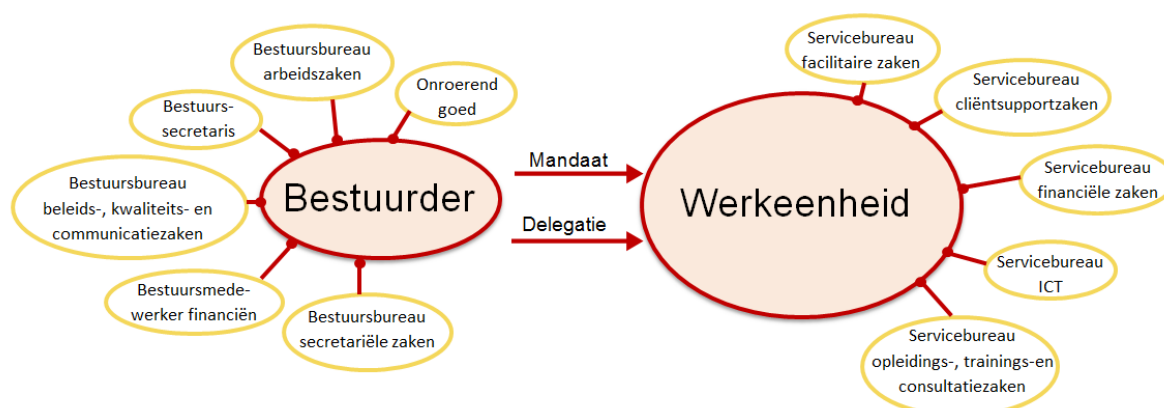 Bestuursbureau
arbeidszaken
Onroerend
goed
Bestuurs-
secretaris
Bestuursbureau
beleids-, kwaliteits- en
communicatiezaken
Bestuursmede-
werker financiën
Bestuursbureau
secretariële zaken
Bestuurder
Mandaat
Delegatie
Werkeenheid
Servicebureau
facilitaire zaken
Servicebureau
cliëntsupportzaken
Servicebureau
financiële zaken
Servicebureau
ICT
Servicebureau
opleidings-, trainings-en
consultatiezaken